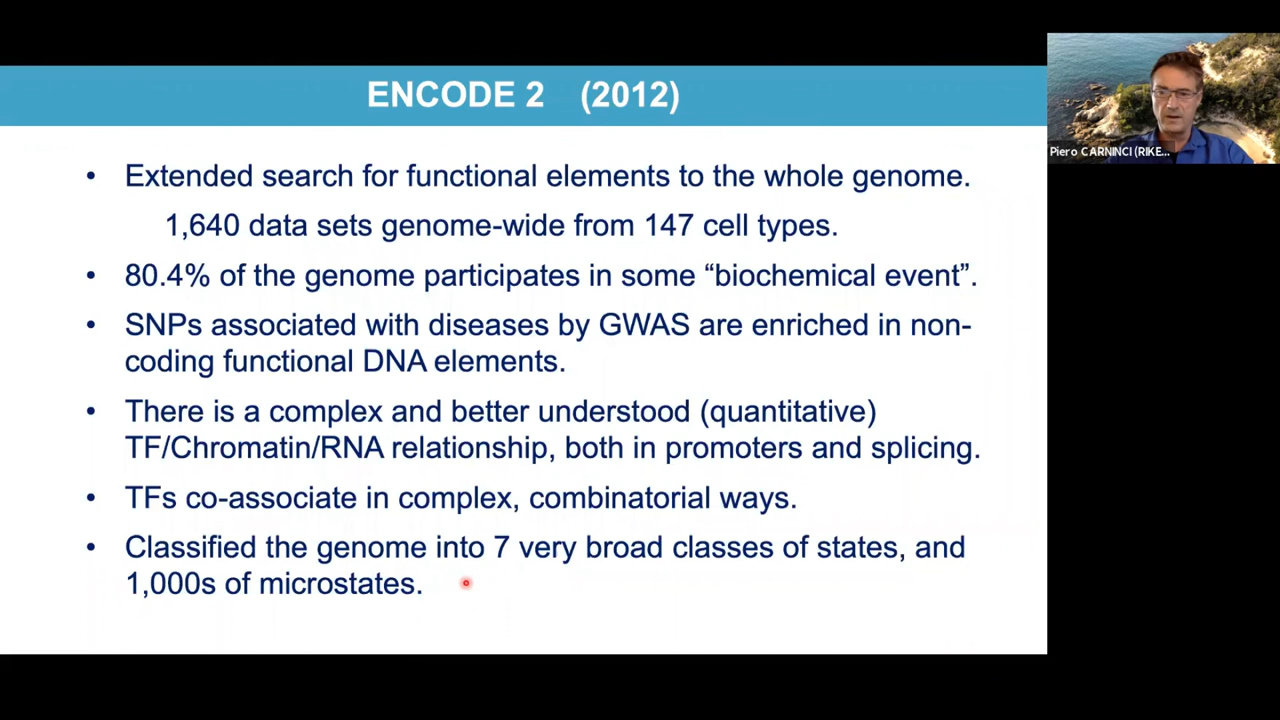 ENCODE 2 (2012)
• Extended search for functional elements to the whole genome.
1,640 data sets genome-wide from 147 cell types.
• 80.4% of the genome participates in some “biochemical event”.
• SNPs associated with diseases by GWAS are enriched in non-
coding functional DNA elements.
• There is a complex and better understood (quantitative)
TF/Chromatin/RNA relationship, both in promoters and splicing.
• TFs co-associate in complex, combinatorial ways.
• Classified the genome into 7 very broad classes of states, and
1,000s of microstates.
Piero CARNINCI (RIKE...